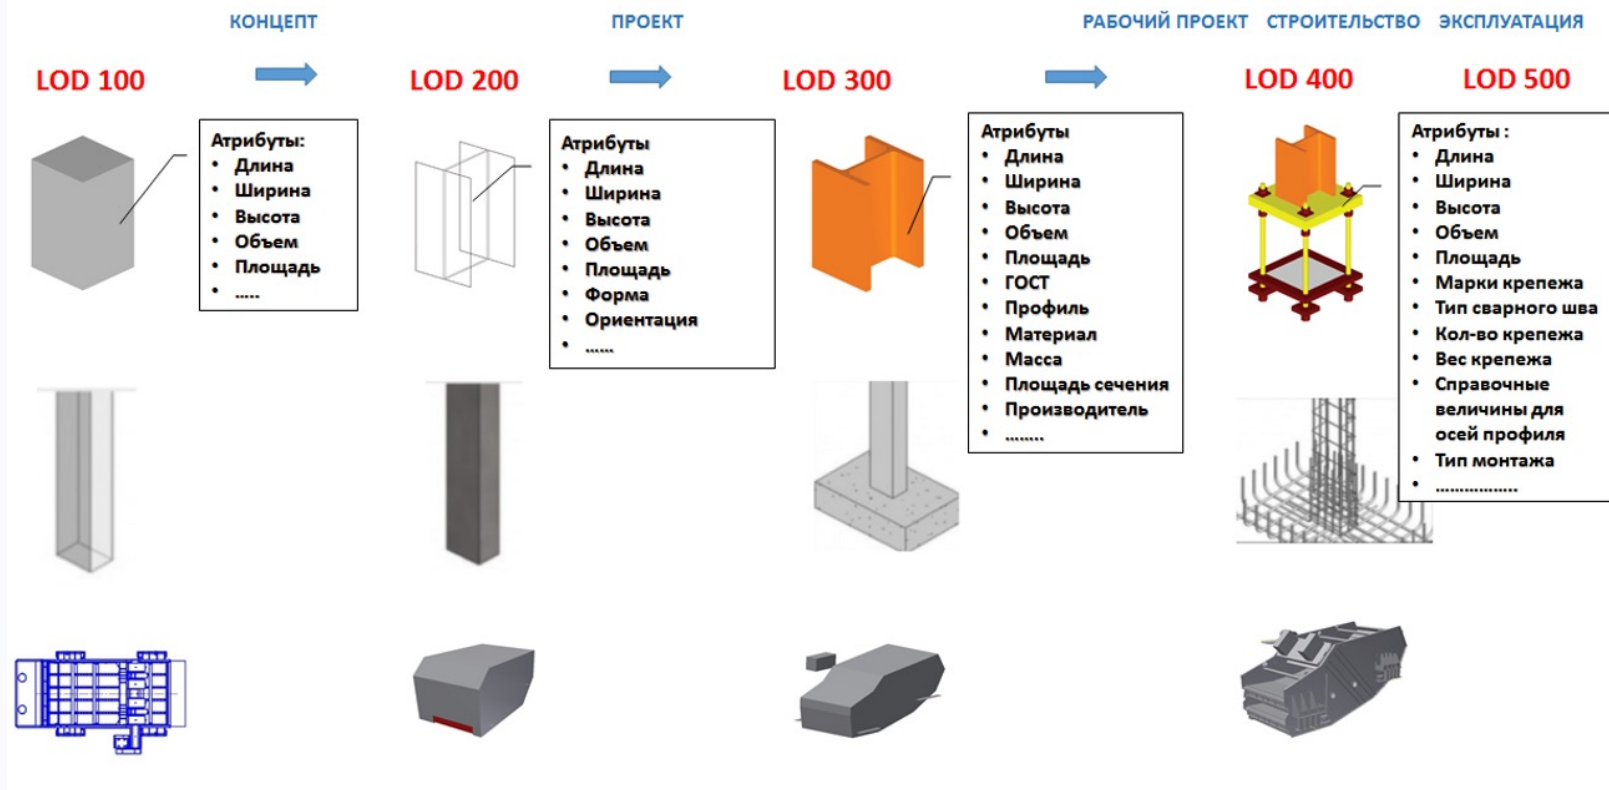 КОНЦЕПТ
ПРОЕКТ
РАБОЧИЙ ПРОЕКТ СТРОИТЕЛЬСТВО ЭКСПЛУАТАЦИЯ
LOD 100
LOD 200
LOD 300
LOD 400
LOD 500
Атрибуты:
• Длина
• Ширина
• Высота
• Объем
• Площадь
• .....
Атрибуты
• Длина
• Ширина
• Высота
• Объем
• Площадь
• Форма
• Ориентация
• ......
Атрибуты
• Длина
• Ширина
• Высота
• Объем
• Площадь
• ГОСТ
• Профиль
• Материал
• Масса
• Площадь сечения
• Производитель
• ........
Атрибуты :
• Длина
• Ширина
• Высота
• Объем
• Площадь
• Марки крепежа
• Тип сварного шва
• Кол-во крепежа
• Вес крепежа
• Справочные
величины для
осей профиля
• Тип монтажа
• .................